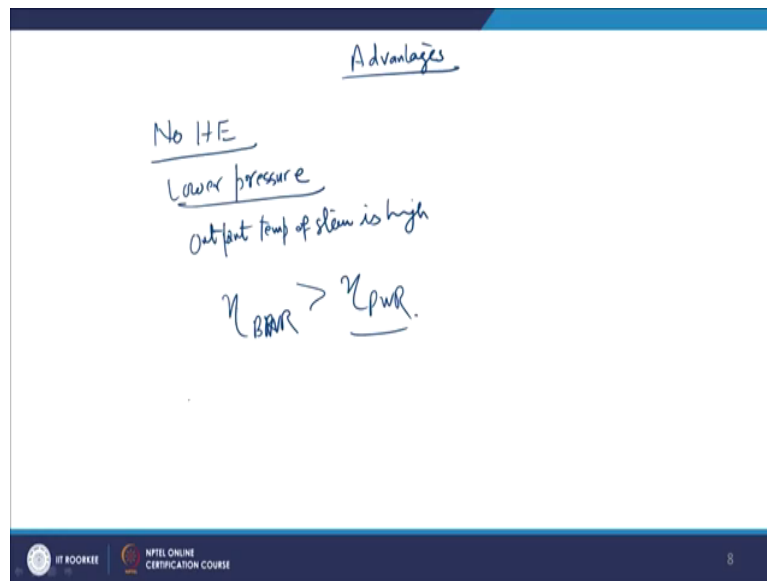 Advantages
No HE
Lower pressure
Output temp of steam is high
η BWR > η PWR.
IIT ROORKEE
NPTEL ONLINE
CERTIFICATION COURSE
8